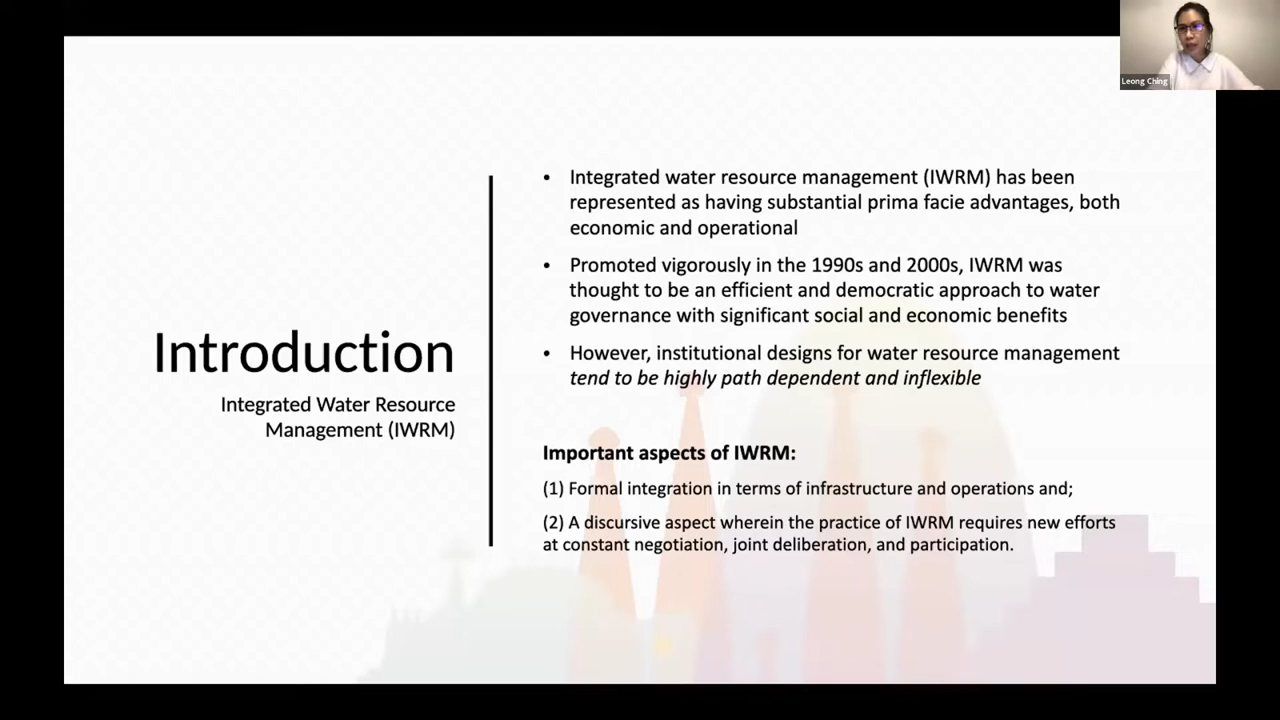 Leong Ching
Introduction
Integrated Water Resource
Management (IWRM)
• Integrated water resource management (IWRM) has been
represented as having substantial prima facie advantages, both
economic and operational
• Promoted vigorously in the 1990s and 2000s, IWRM was
thought to be an efficient and democratic approach to water
governance with significant social and economic benefits
• However, institutional designs for water resource management
tend to be highly path dependent and inflexible
Important aspects of IWRM:
(1) Formal integration in terms of infrastructure and operations and;
(2) A discursive aspect wherein the practice of IWRM requires new efforts
at constant negotiation, joint deliberation, and participation.